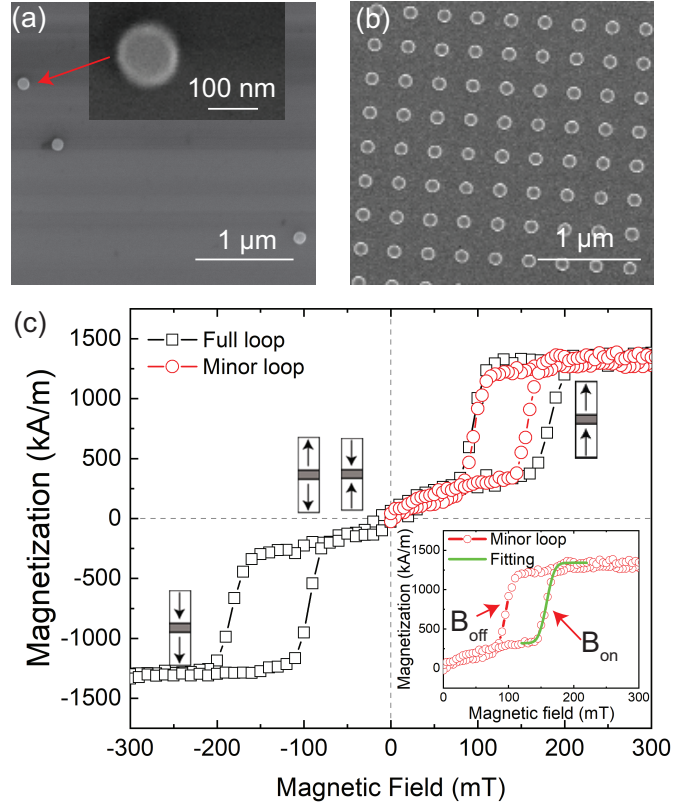 (a)
100 nm
1 μm
(b)
1 μm
(c)
Full loop
Minor loop
1500
1000
500
0
-500
-1000
-1500
Magnetization (kA/m)
-300
-200
-100
0
100
200
300
Magnetic Field (mT)
Minor loop
Fitting
B_off
B_on
1500
1000
500
0
Magnetization (kA/m)
0
100
200
300
Magnetic field (mT)